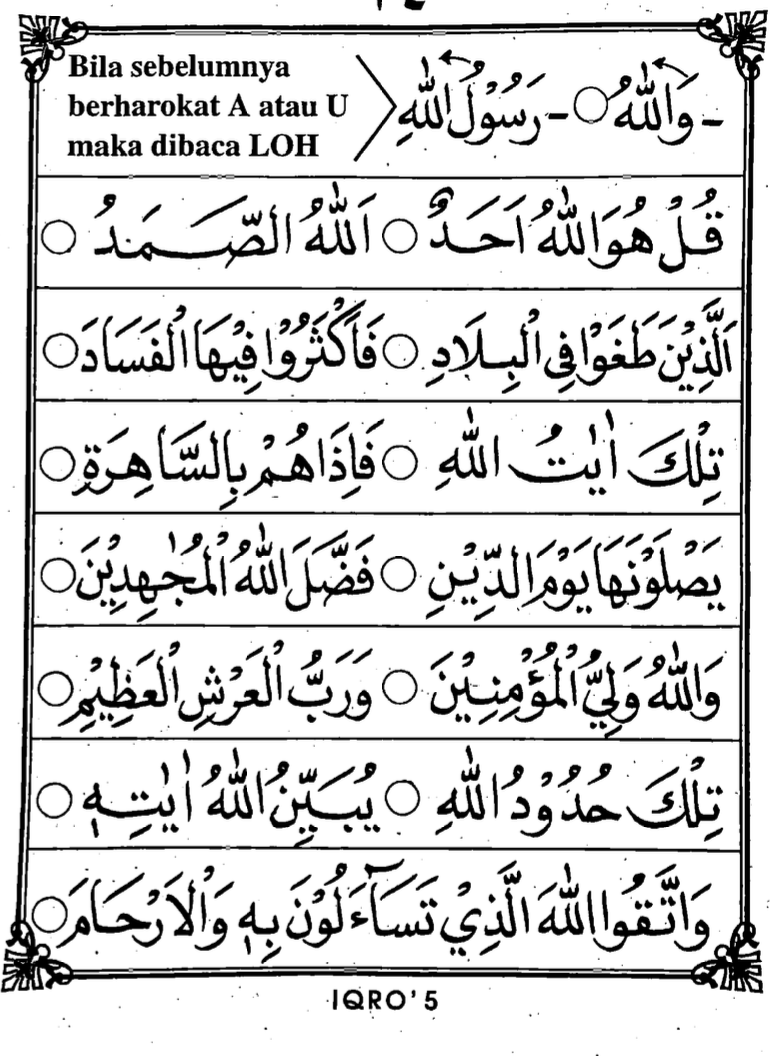 Bila sebelumnya
berharokat A atau U
maka dibaca LOH
- وَاللّٰهُ ○ - رَسُوْلُ اللّٰهِ
قُلْ هُوَاللّٰهُ اَحَدٌ ○ اَللّٰهُ الصَّمَدُ ○
اَلَّذِيْنَ طَغَوْا فِى الْبِلَادِ ○ فَاَكْثَرُوْا فِيْهَا الْفَسَادَ ○
تِلْكَ اٰيٰتُ اللّٰهِ ○ فَاِذَا هُمْ بِالسَّاهِرَةِ ○
يَصْلَوْنَهَا يَوْمَ الدِّيْنِ ○ فَضَّلَ اللّٰهُ الْمُجٰهِدِيْنَ ○
وَاللّٰهُ وَلِيُّ الْمُؤْمِنِيْنَ ○ وَرَبُّ الْعَرْشِ الْعَظِيْمِ ○
تِلْكَ حُدُوْدُ اللّٰهِ ○ يُبَيِّنُ اللّٰهُ اٰيٰتِهٖ ○
وَاتَّقُوا اللّٰهَ الَّذِيْ تَسَآءَلُوْنَ بِهٖ وَالْاَرْحَامَ ○
IQRO' 5